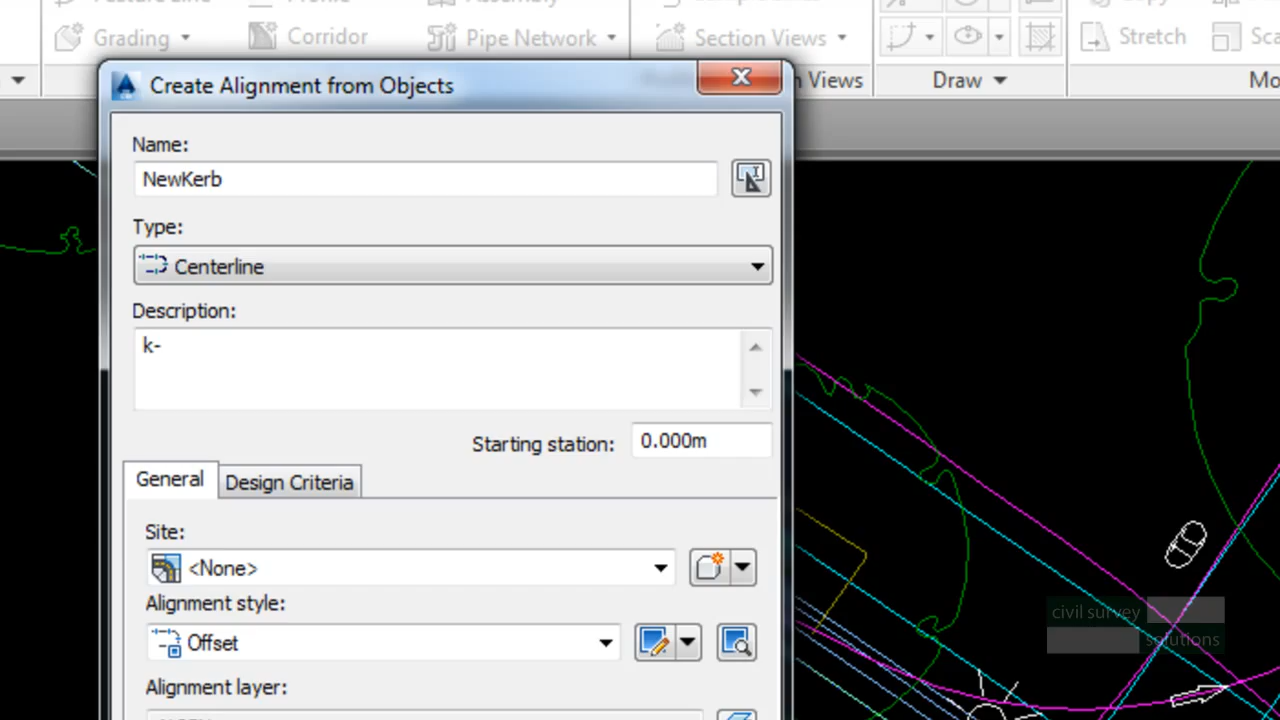 Grading
Corridor
Pipe Network
Section Views
Stretch
Views
Draw
Create Alignment from Objects
Name:
NewKerb
Type:
Centerline
Description:
k-
Starting station: 0.000m
General
Design Criteria
Site:
<None>
Alignment style:
Offset
Alignment layer:
civil survey
solutions